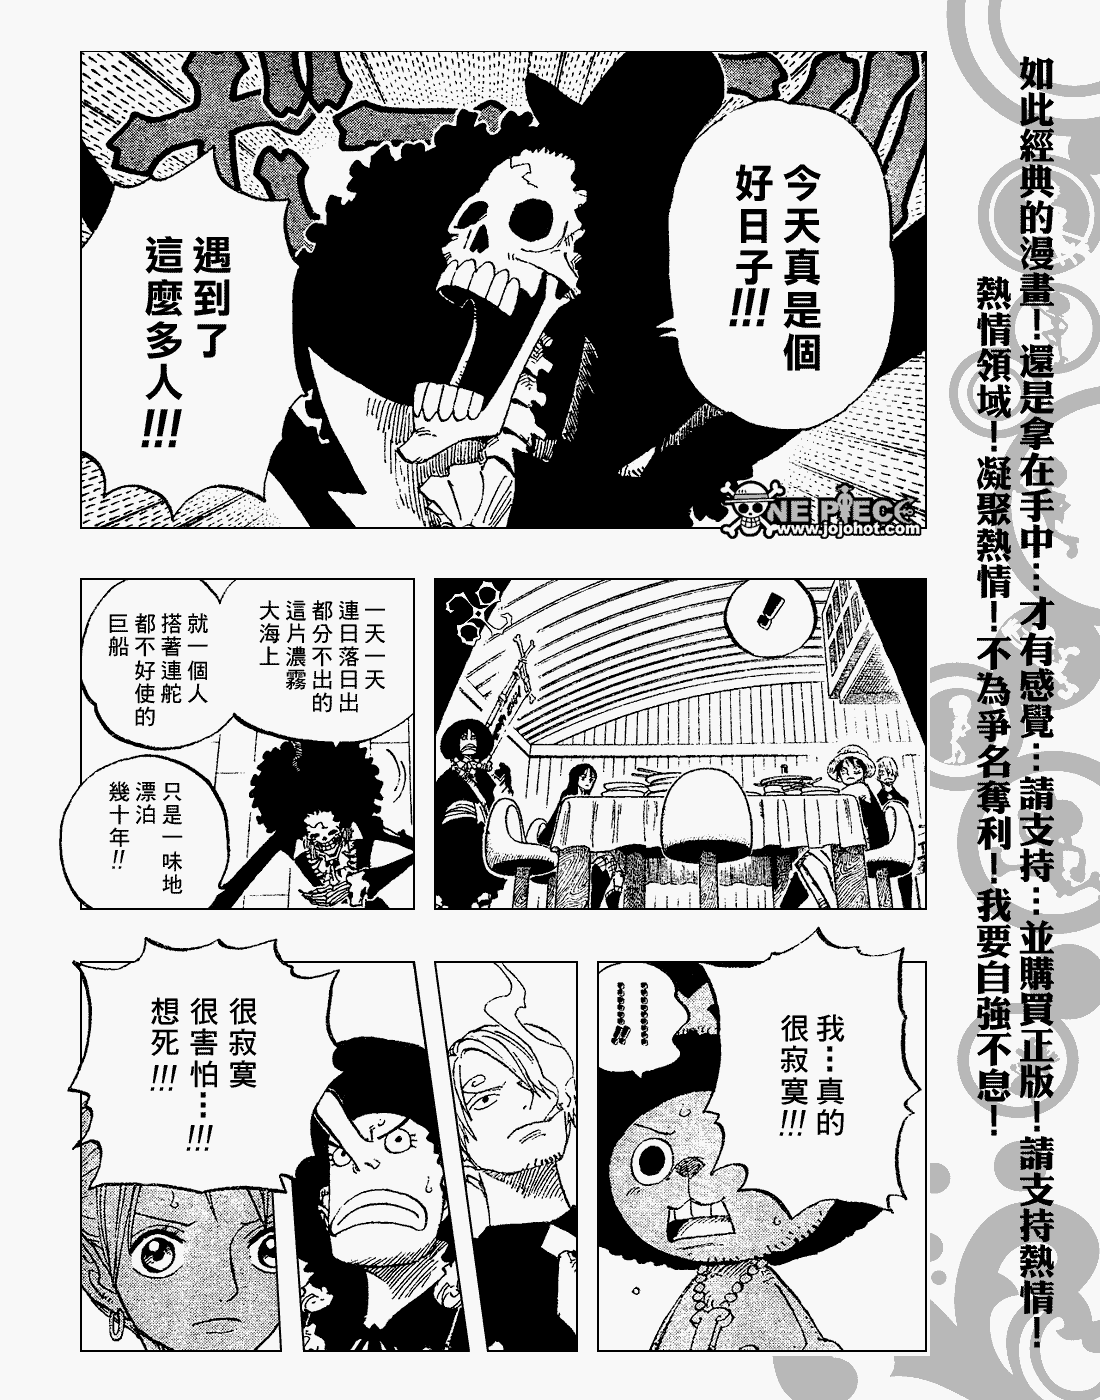 今天真是個
好日子!!!
遇到了
這麼多人!!!
ONE PIECE
www.jojohot.com
!
一天一天
連日落日出
都分不出的
這片濃霧
大海上
就一個人
搭著連舵
都不好使的
巨船
只是一味地
漂泊
幾十年!!
我…真的
很寂寞!!!
很寂寞
很害怕…!!!
想死!!!
如此經典的漫畫!還是拿在手中…才有感覺…請支持…並購買正版!請支持熱情!
熱情領域!凝聚熱情!不為爭名奪利!我要自強不息!